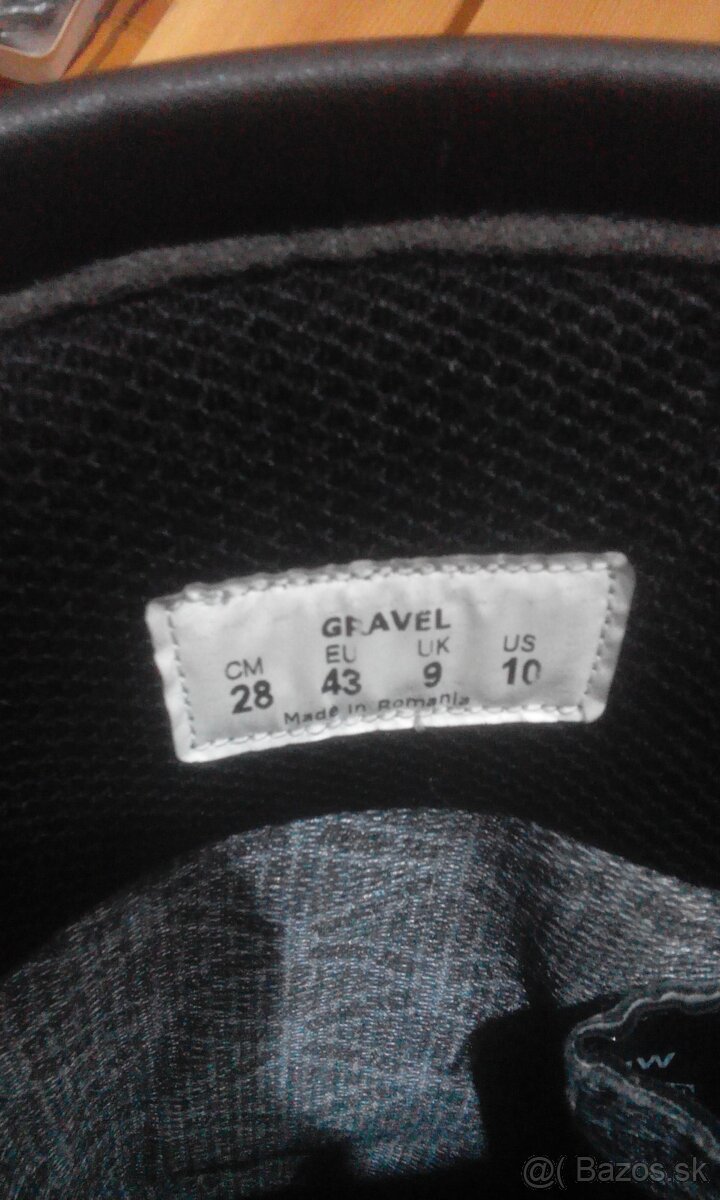 GRAVEL
CM EU UK US
28 43 9 10
Made in Romania
@( Bazos.sk